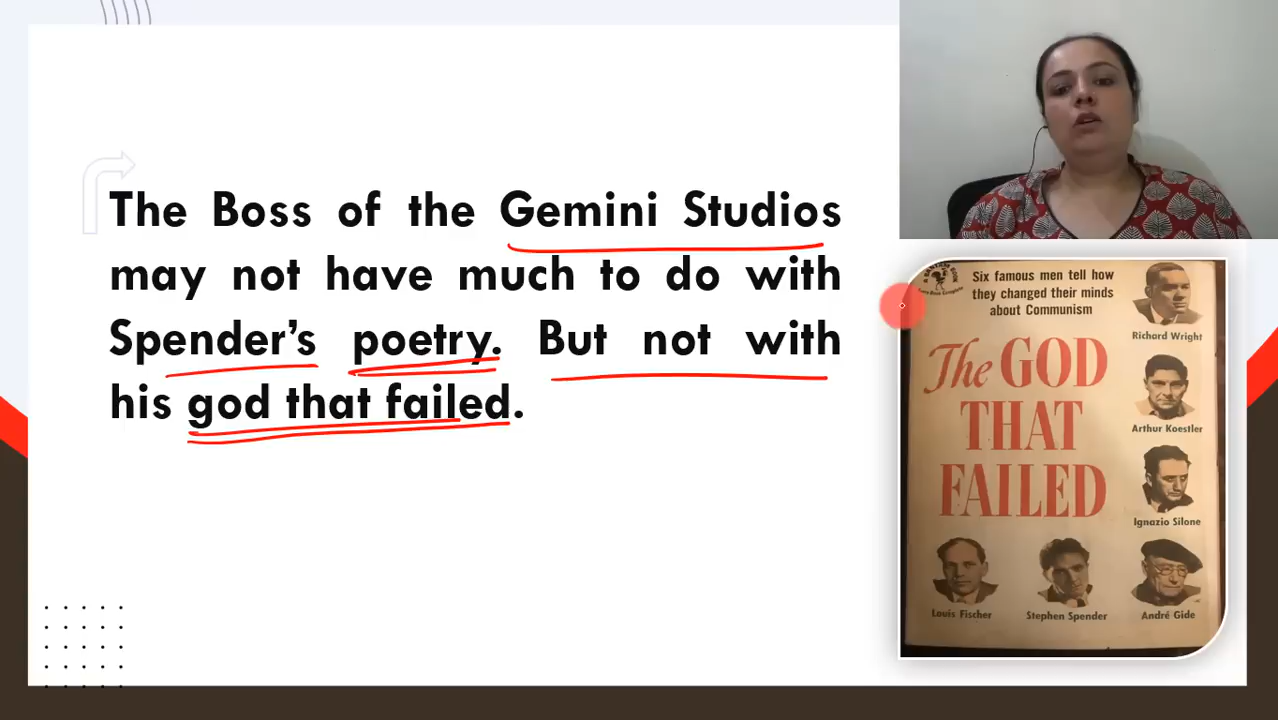 The Boss of the Gemini Studios
may not have much to do with
Spender's poetry. But not with
his god that failed.
Six famous men tell how
they changed their minds
about Communism
Richard Wright
The GOD
THAT
FAILED
Arthur Koestler
Ignazio Silone
Louis Fischer
Stephen Spender
André Gide